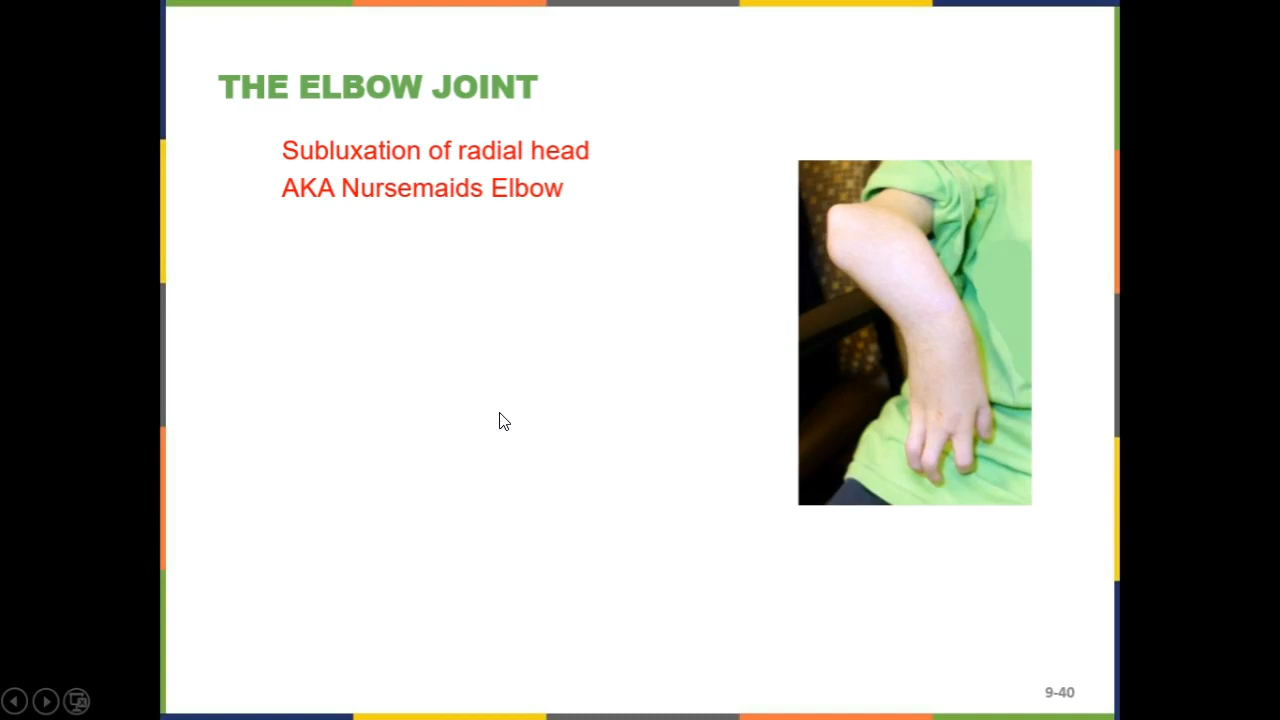 THE ELBOW JOINT
Subluxation of radial head
AKA Nursemaids Elbow
9-40